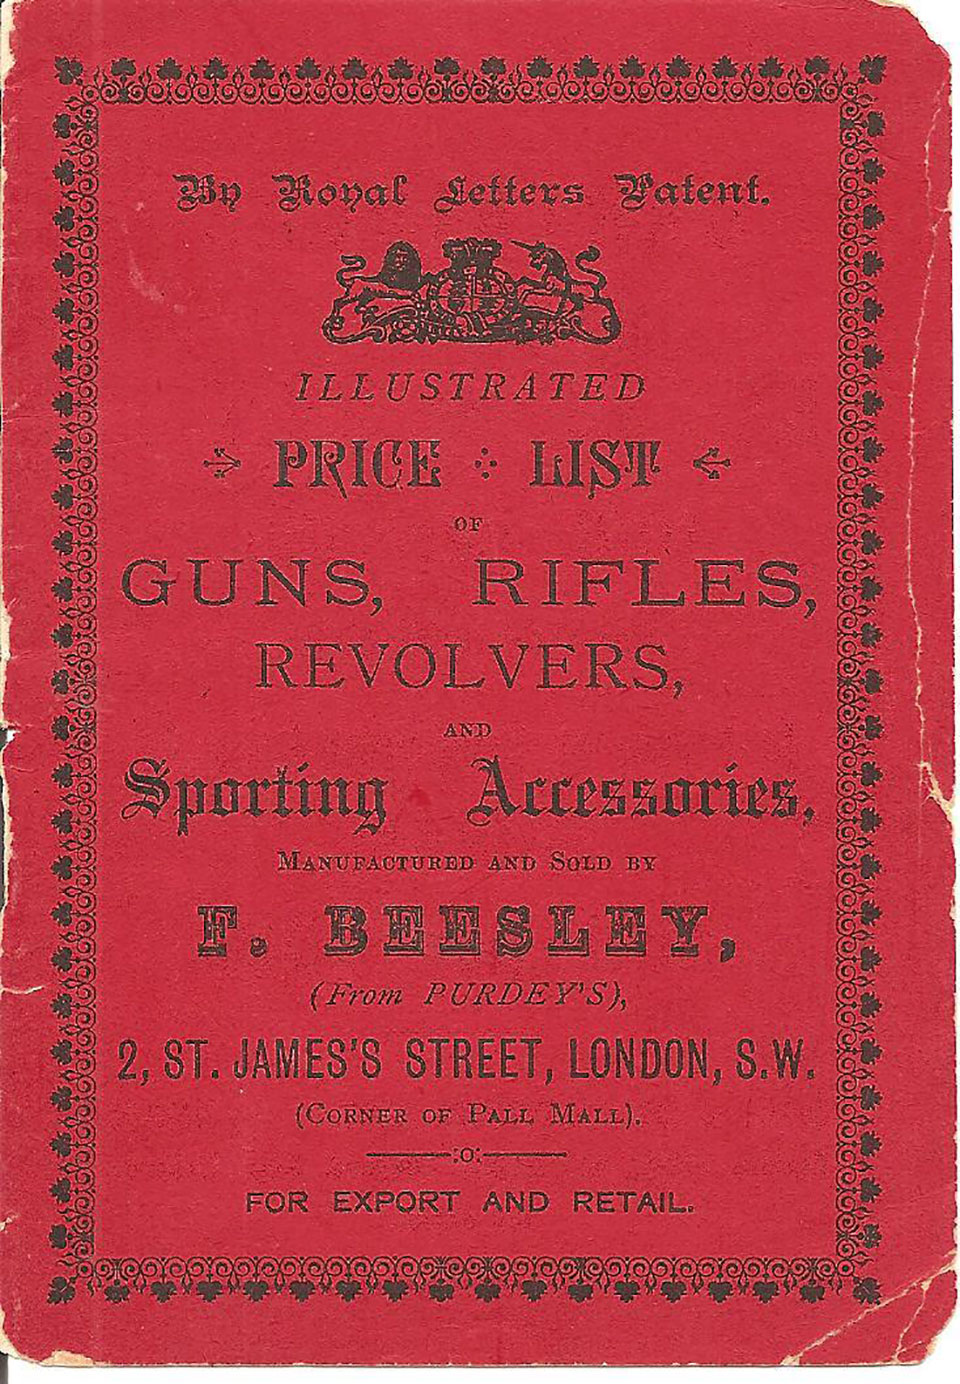 By Royal Letters Patent.
ILLUSTRATED
PRICE LIST
OF
GUNS, RIFLES,
REVOLVERS,
AND
Sporting Accessories,
MANUFACTURED AND SOLD BY
F. BEESLEY,
(From PURDEY'S),
2, ST. JAMES'S STREET, LONDON, S.W.
(CORNER OF PALL MALL).
:o:
FOR EXPORT AND RETAIL.